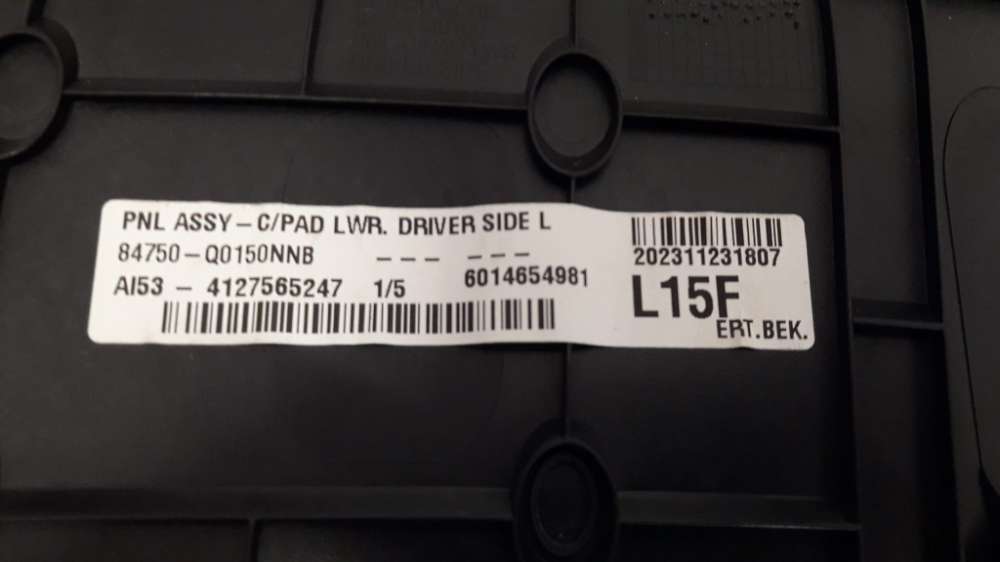 PNL ASSY-C/PAD LWR. DRIVER SIDE L
84750-Q0150NNB --- ---
AI53 - 4127565247 1/5 6014654981
202311231807
L15F
ERT.BEK.